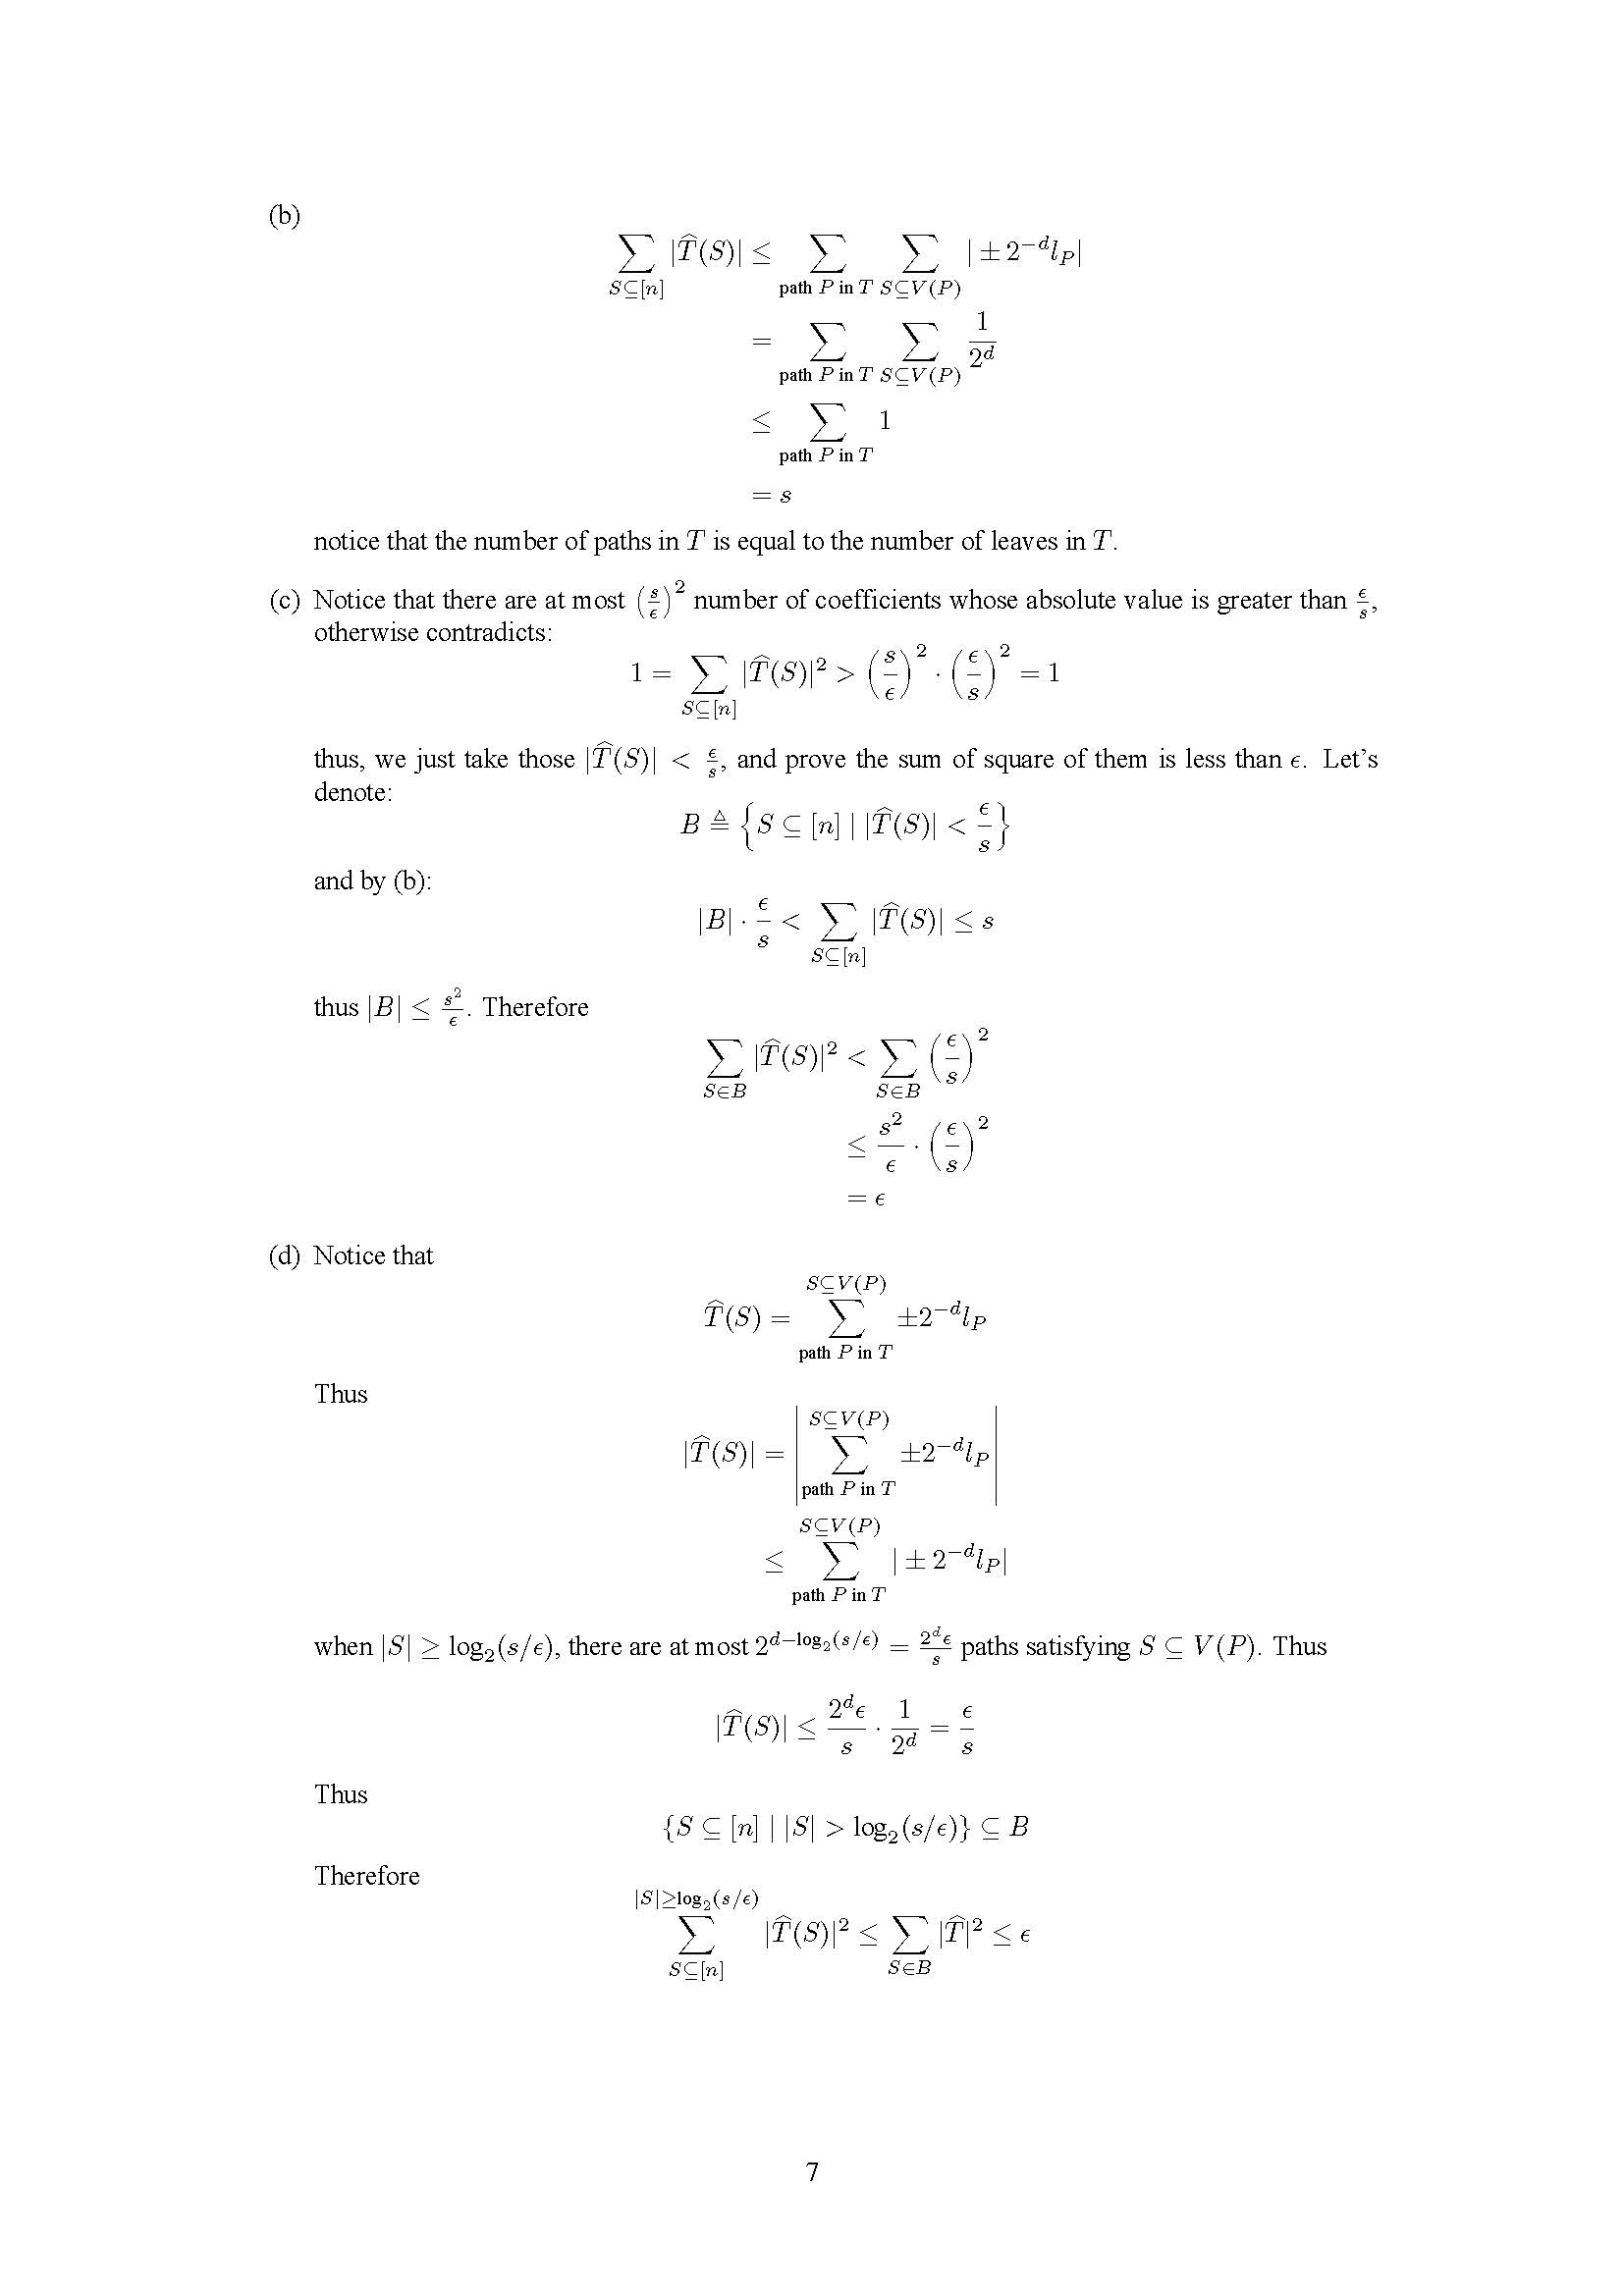 (b)
$$\sum_{S\subseteq[n]} |\widehat{T}(S)| \leq \sum_{\text{path } P \text{ in } T} \sum_{S\subseteq V(P)} |\pm 2^{-d} l_P|$$
$$= \sum_{\text{path } P \text{ in } T} \sum_{S\subseteq V(P)} \frac{1}{2^d}$$
$$\leq \sum_{\text{path } P \text{ in } T} 1$$
$$= s$$
notice that the number of paths in $T$ is equal to the number of leaves in $T$.
(c) Notice that there are at most $\left(\frac{s}{\epsilon}\right)^2$ number of coefficients whose absolute value is greater than $\frac{\epsilon}{s}$,
otherwise contradicts:
$$1 = \sum_{S\subseteq[n]} |\widehat{T}(S)|^2 > \left(\frac{s}{\epsilon}\right)^2 \cdot \left(\frac{\epsilon}{s}\right)^2 = 1$$
thus, we just take those $|\widehat{T}(S)| < \frac{\epsilon}{s}$, and prove the sum of square of them is less than $\epsilon$. Let's
denote:
$$B \triangleq \left\{ S \subseteq [n] \mid |\widehat{T}(S)| < \frac{\epsilon}{s} \right\}$$
and by (b):
$$|B| \cdot \frac{\epsilon}{s} < \sum_{S\subseteq[n]} |\widehat{T}(S)| \leq s$$
thus $|B| \leq \frac{s^2}{\epsilon}$. Therefore
$$\sum_{S\in B} |\widehat{T}(S)|^2 < \sum_{S\in B} \left(\frac{\epsilon}{s}\right)^2$$
$$\leq \frac{s^2}{\epsilon} \cdot \left(\frac{\epsilon}{s}\right)^2$$
$$= \epsilon$$
(d) Notice that
$$\widehat{T}(S) = \sum_{\text{path } P \text{ in } T}^{S\subseteq V(P)} \pm 2^{-d} l_P$$
Thus
$$|\widehat{T}(S)| = \left| \sum_{\text{path } P \text{ in } T}^{S\subseteq V(P)} \pm 2^{-d} l_P \right|$$
$$\leq \sum_{\text{path } P \text{ in } T}^{S\subseteq V(P)} |\pm 2^{-d} l_P|$$
when $|S| \geq \log_2(s/\epsilon)$, there are at most $2^{d-\log_2(s/\epsilon)} = \frac{2^d \epsilon}{s}$ paths satisfying $S \subseteq V(P)$. Thus
$$|\widehat{T}(S)| \leq \frac{2^d \epsilon}{s} \cdot \frac{1}{2^d} = \frac{\epsilon}{s}$$
Thus
$$\{S \subseteq [n] \mid |S| > \log_2(s/\epsilon)\} \subseteq B$$
Therefore
$$\sum_{S\subseteq[n]}^{|S|\geq\log_2(s/\epsilon)} |\widehat{T}(S)|^2 \leq \sum_{S\in B} |\widehat{T}|^2 \leq \epsilon$$
7